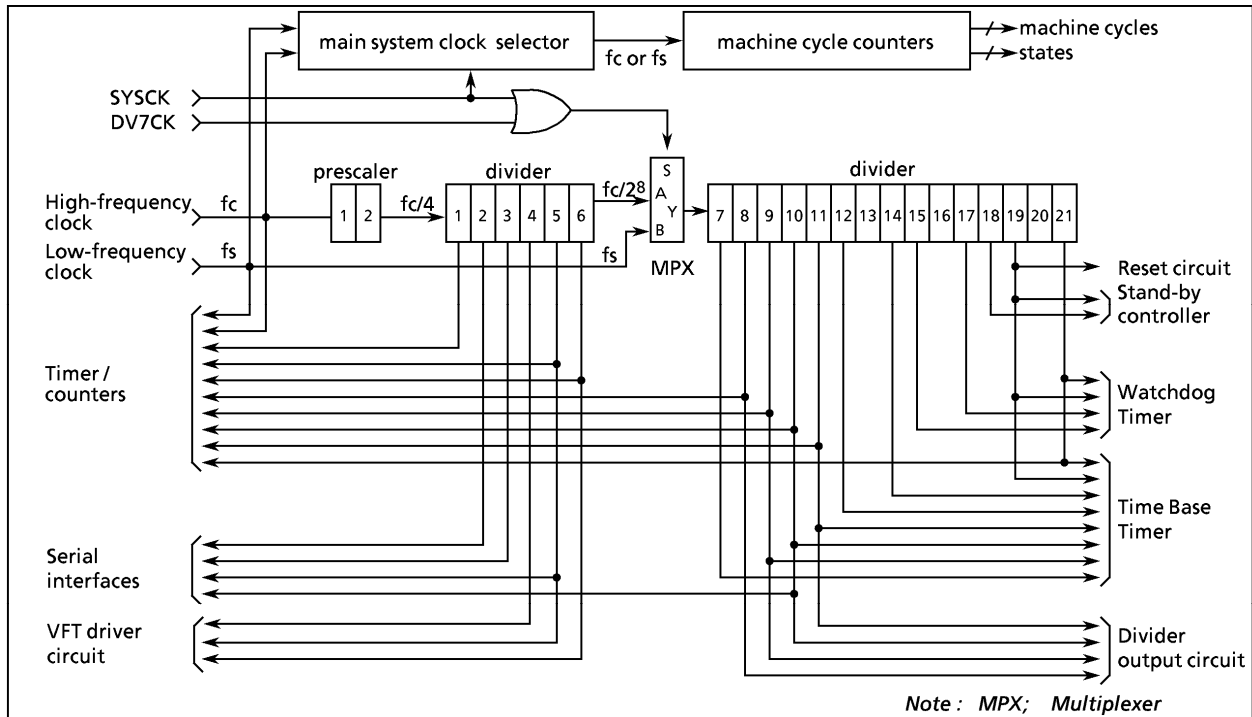 main system clock selector
fc or fs
machine cycle counters
machine cycles
states
SYSCK
DV7CK
prescaler
divider
divider
High-frequency
clock
fc
1 2
fc/4
1 2 3 4 5 6
fc/2⁸
S
A
Y
B
MPX
7 8 9 10 11 12 13 14 15 16 17 18 19 20 21
Low-frequency
clock
fs
fs
Reset circuit
Stand-by
controller
Timer /
counters
Watchdog
Timer
Time Base
Timer
Serial
interfaces
VFT driver
circuit
Divider
output circuit
Note : MPX; Multiplexer